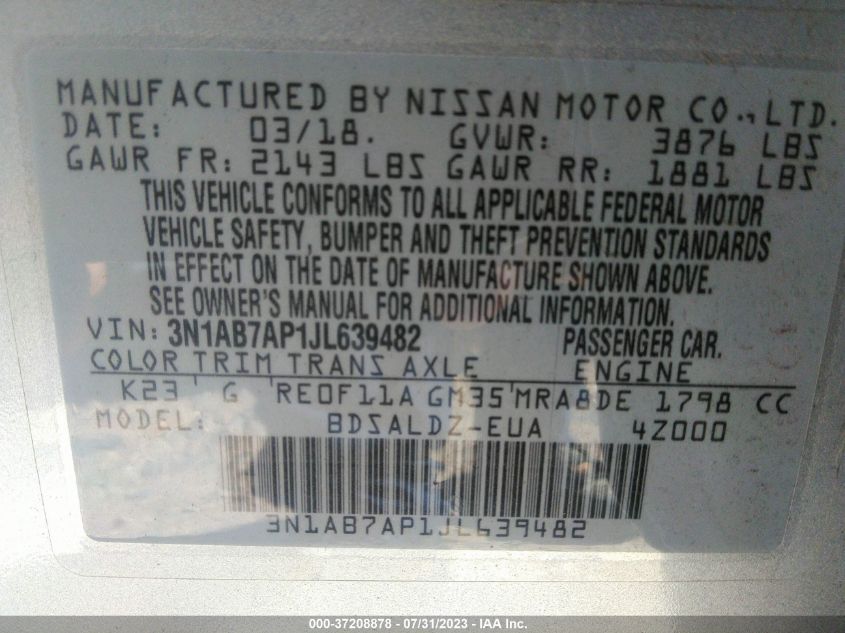 MANUFACTURED BY NISSAN MOTOR CO., LTD.
DATE: 03/18. GVWR: 3876 LBS
GAWR FR: 2143 LBS GAWR RR: 1881 LBS
THIS VEHICLE CONFORMS TO ALL APPLICABLE FEDERAL MOTOR
VEHICLE SAFETY, BUMPER AND THEFT PREVENTION STANDARDS
IN EFFECT ON THE DATE OF MANUFACTURE SHOWN ABOVE.
SEE OWNER'S MANUAL FOR ADDITIONAL INFORMATION.
VIN: 3N1AB7AP1JL639482 PASSENGER CAR.
COLOR TRIM TRANS AXLE ENGINE
K23 G RE0F11A GM35 MRA8DE 1798 CC
MODEL: BDSALDZ-EUA 4Z000
3N1AB7AP1JL639482
000-37208878 - 07/31/2023 - IAA Inc.